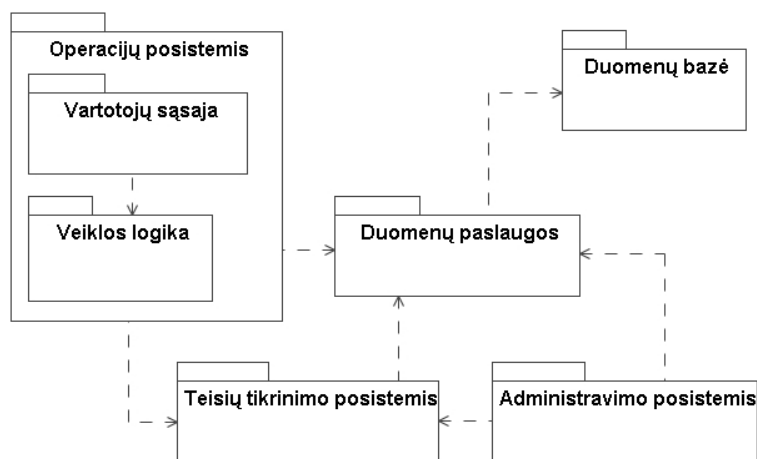 Operacijų posistemis
Duomenų bazė
Vartotojų sąsaja
Veiklos logika
Duomenų paslaugos
Teisių tikrinimo posistemis
Administravimo posistemis